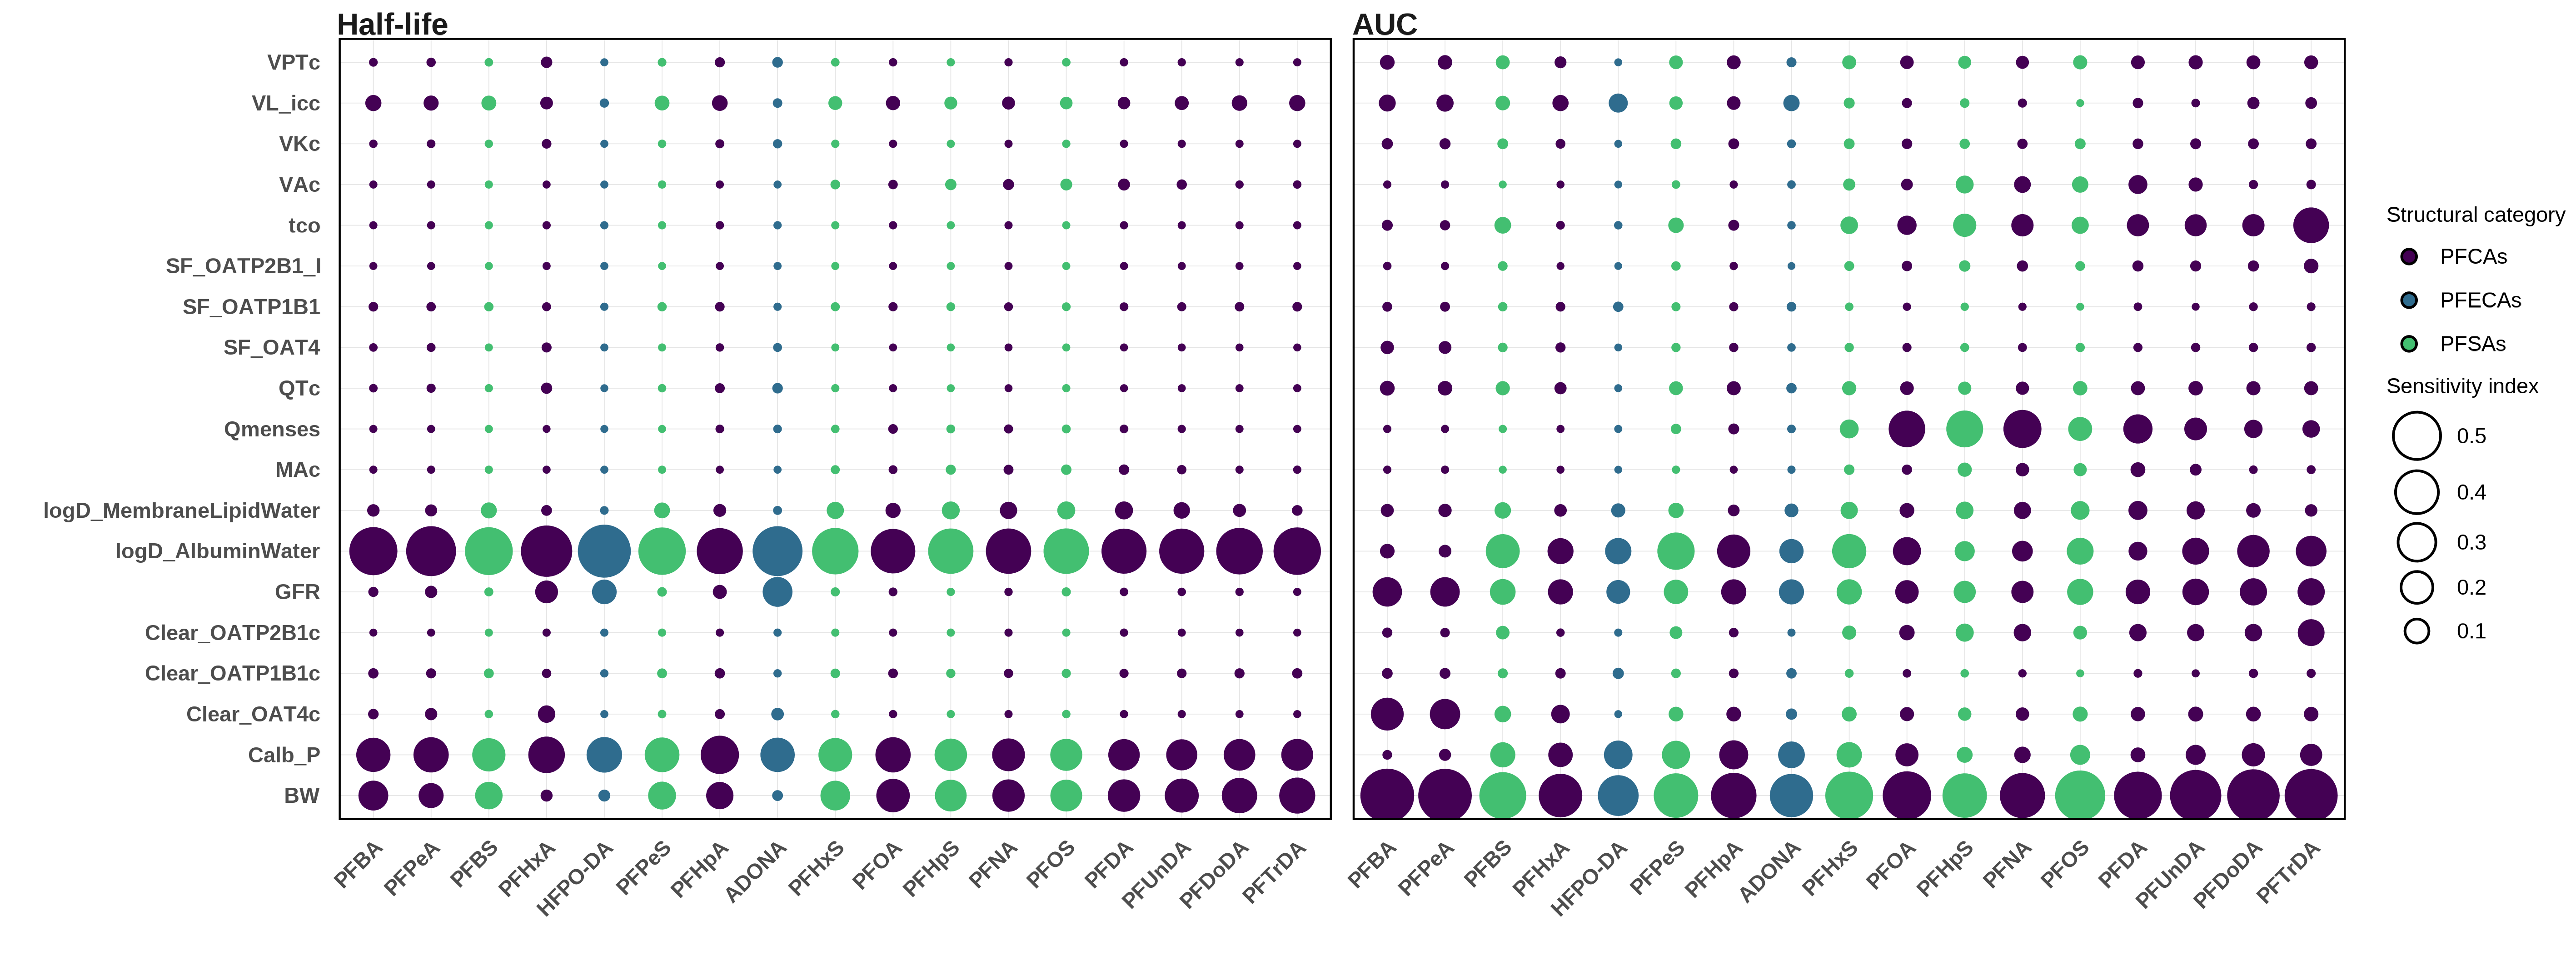 Half-life
AUC
VPTc
VL_icc
VKc
VAc
tco
SF_OATP2B1_I
SF_OATP1B1
SF_OAT4
QTc
Qmenses
MAc
logD_MembraneLipidWater
logD_AlbuminWater
GFR
Clear_OATP2B1c
Clear_OATP1B1c
Clear_OAT4c
Calb_P
BW
PFBA
PFPeA
PFBS
PFHxA
HFPO-DA
PFPeS
PFHpA
ADONA
PFHxS
PFOA
PFHpS
PFNA
PFOS
PFDA
PFUnDA
PFDoDA
PFTrDA
PFBA
PFPeA
PFBS
PFHxA
HFPO-DA
PFPeS
PFHpA
ADONA
PFHxS
PFOA
PFHpS
PFNA
PFOS
PFDA
PFUnDA
PFDoDA
PFTrDA
Structural category
PFCAs
PFECAs
PFSAs
Sensitivity index
0.5
0.4
0.3
0.2
0.1